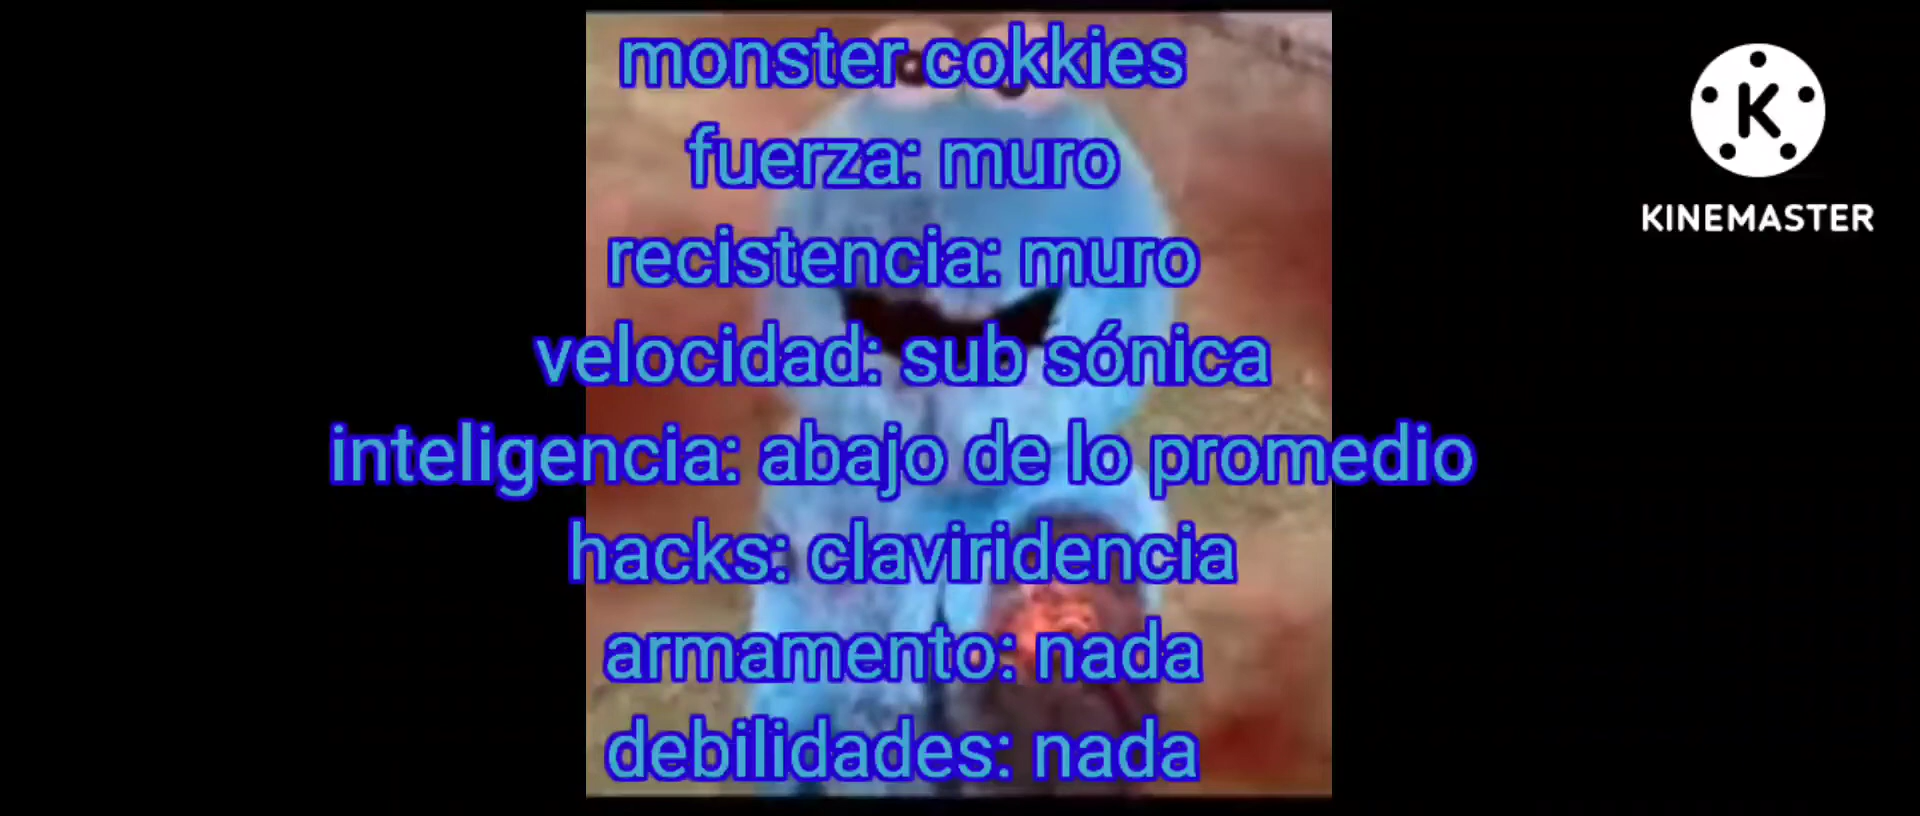 monster cokkies
fuerza: muro
recistencia: muro
velocidad: sub sónica
inteligencia: abajo de lo promedio
hacks: claviridencia
armamento: nada
debilidades: nada
K
KINEMASTER